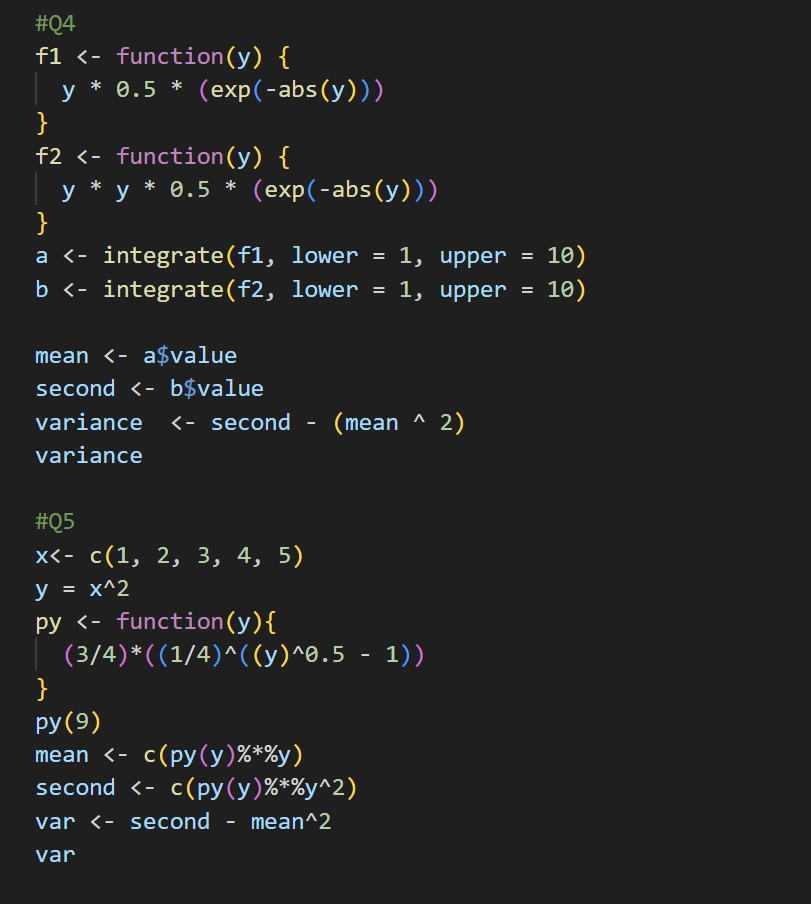 #Q4
f1 <- function(y) {
  y * 0.5 * (exp(-abs(y)))
}
f2 <- function(y) {
  y * y * 0.5 * (exp(-abs(y)))
}
a <- integrate(f1, lower = 1, upper = 10)
b <- integrate(f2, lower = 1, upper = 10)

mean <- a$value
second <- b$value
variance  <- second - (mean ^ 2)
variance

#Q5
x<- c(1, 2, 3, 4, 5)
y = x^2
py <- function(y){
  (3/4)*((1/4)^((y)^0.5 - 1))
}
py(9)
mean <- c(py(y)%*%y)
second <- c(py(y)%*%y^2)
var <- second - mean^2
var